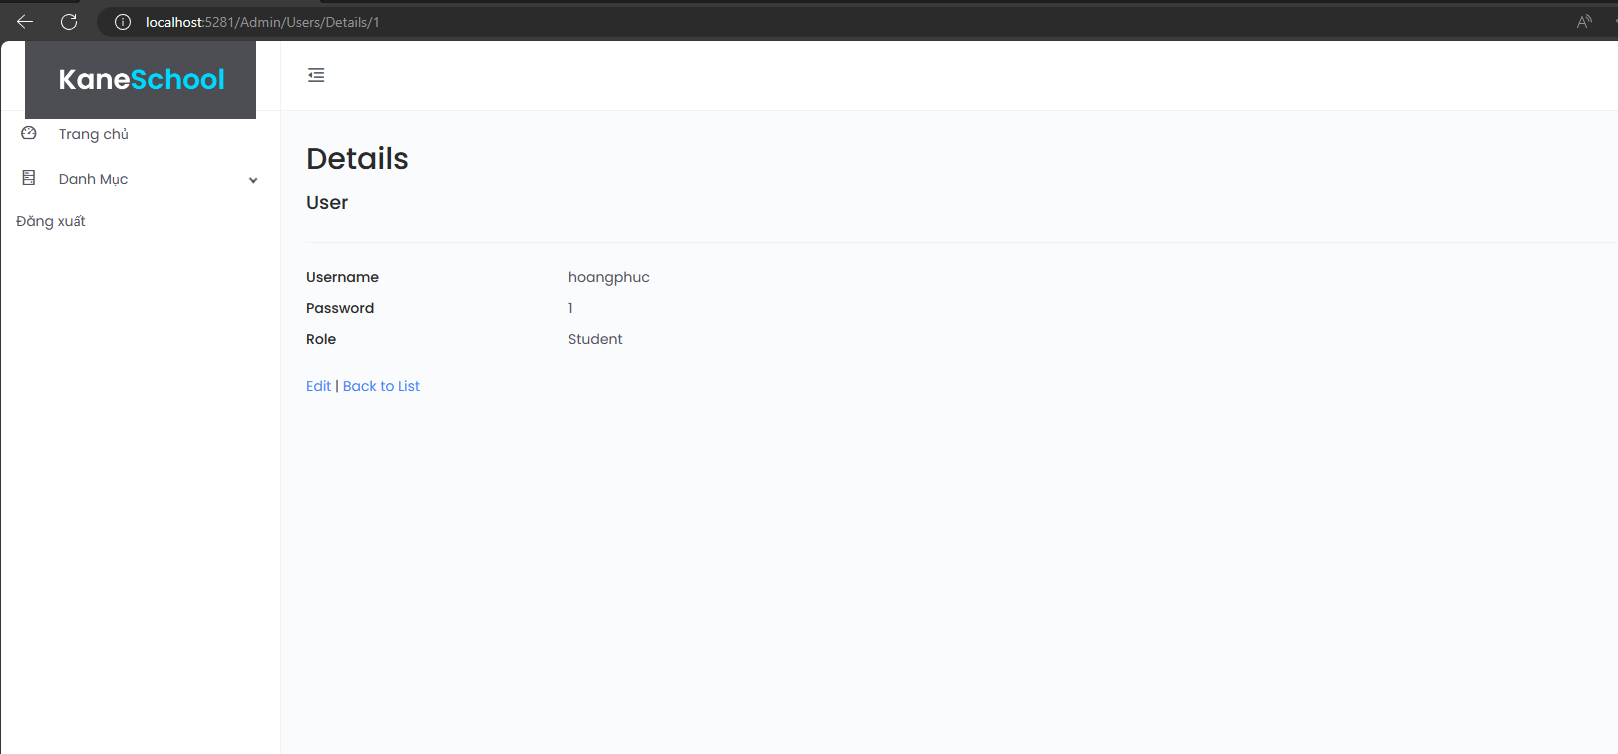 localhost:5281/Admin/Users/Details/1
KaneSchool
Trang chủ
Danh Mục
Đăng xuất
Details
User
Username hoangphuc
Password 1
Role Student
Edit | Back to List